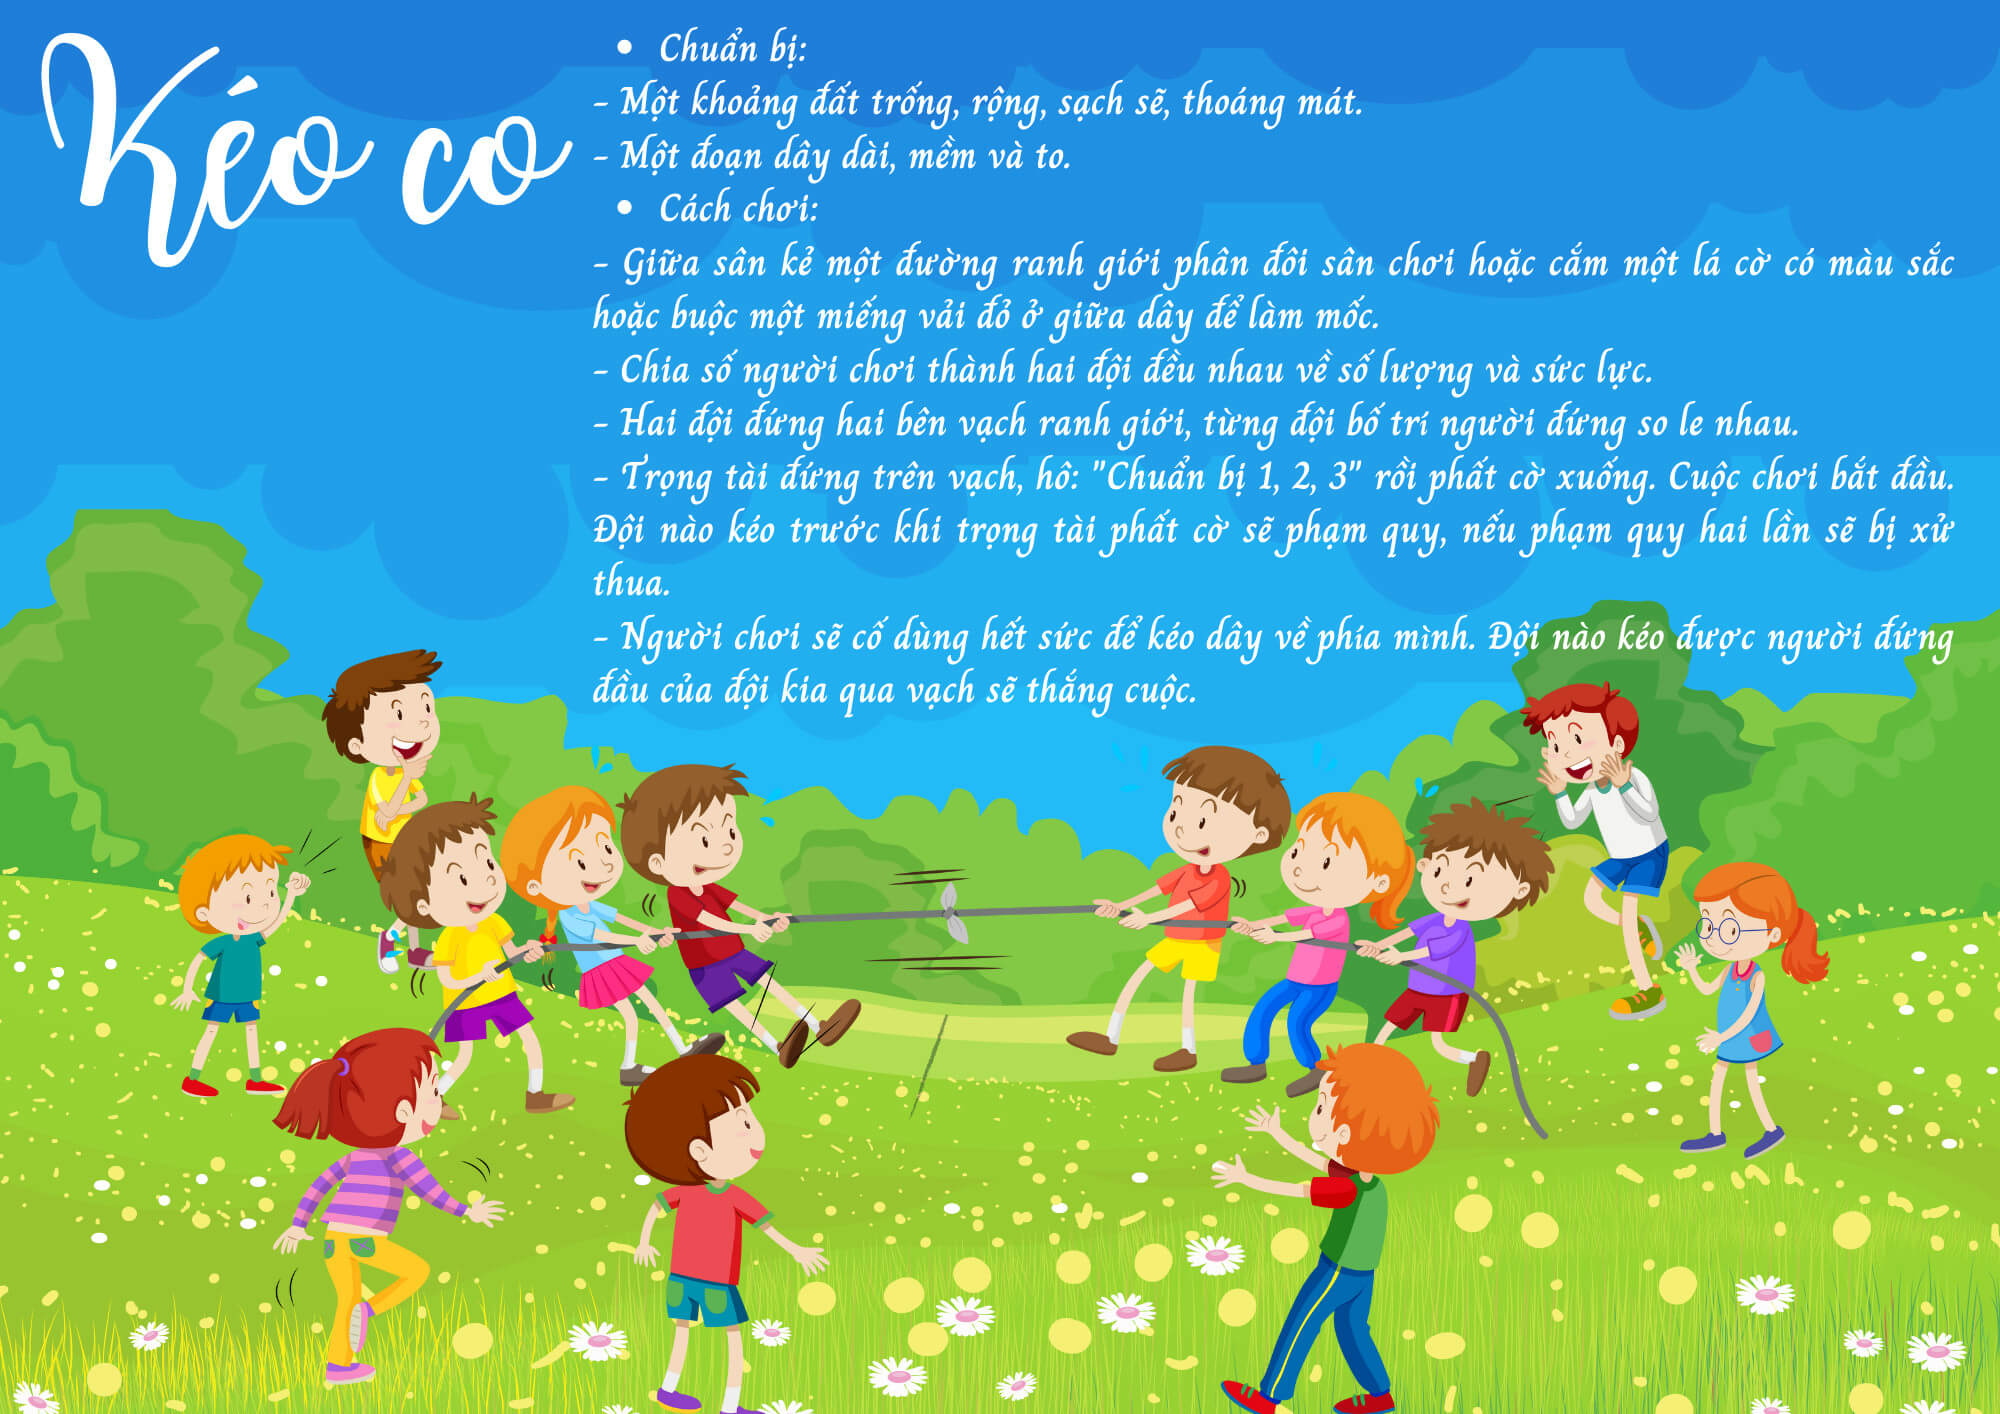 Kéo co
• Chuẩn bị:
- Một khoảng đất trống, rộng, sạch sẽ, thoáng mát.
- Một đoạn dây dài, mềm và to.
• Cách chơi:
- Giữa sân kẻ một đường ranh giới phân đôi sân chơi hoặc cắm một lá cờ có màu sắc
hoặc buộc một miếng vải đỏ ở giữa dây để làm mốc.
- Chia số người chơi thành hai đội đều nhau về số lượng và sức lực.
- Hai đội đứng hai bên vạch ranh giới, từng đội bố trí người đứng so le nhau.
- Trọng tài đứng trên vạch, hô: "Chuẩn bị 1, 2, 3" rồi phất cờ xuống. Cuộc chơi bắt đầu.
Đội nào kéo trước khi trọng tài phất cờ sẽ phạm quy, nếu phạm quy hai lần sẽ bị xử
thua.
- Người chơi sẽ cố dùng hết sức để kéo dây về phía mình. Đội nào kéo được người đứng
đầu của đội kia qua vạch sẽ thắng cuộc.